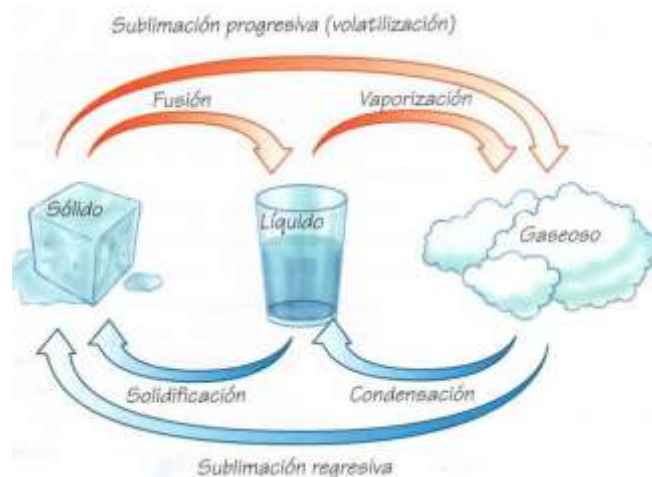 Sublimación progresiva (volatilización)
Fusión
Vaporización
Sólido
Líquido
Gaseoso
Solidificación
Condensación
Sublimación regresiva